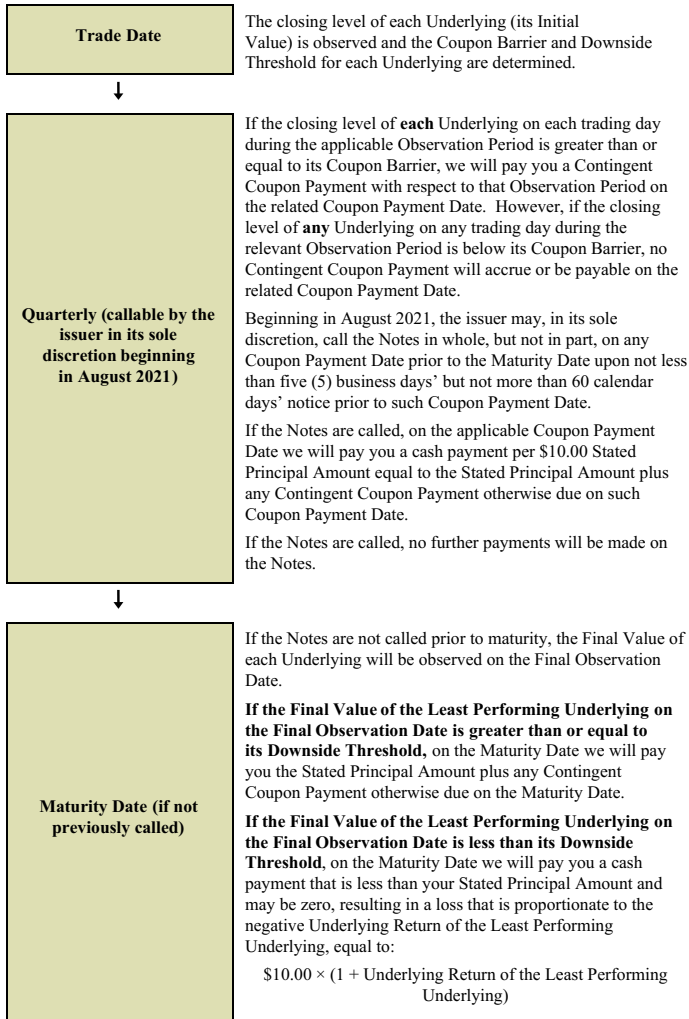 Trade Date
The closing level of each Underlying (its Initial
Value) is observed and the Coupon Barrier and Downside
Threshold for each Underlying are determined.
Quarterly (callable by the
issuer in its sole
discretion beginning
in August 2021)
If the closing level of each Underlying on each trading day
during the applicable Observation Period is greater than or
equal to its Coupon Barrier, we will pay you a Contingent
Coupon Payment with respect to that Observation Period on
the related Coupon Payment Date.  However, if the closing
level of any Underlying on any trading day during the
relevant Observation Period is below its Coupon Barrier, no
Contingent Coupon Payment will accrue or be payable on the
related Coupon Payment Date.
Beginning in August 2021, the issuer may, in its sole
discretion, call the Notes in whole, but not in part, on any
Coupon Payment Date prior to the Maturity Date upon not less
than five (5) business days’ but not more than 60 calendar
days’ notice prior to such Coupon Payment Date.
If the Notes are called, on the applicable Coupon Payment
Date we will pay you a cash payment per $10.00 Stated
Principal Amount equal to the Stated Principal Amount plus
any Contingent Coupon Payment otherwise due on such
Coupon Payment Date.
If the Notes are called, no further payments will be made on
the Notes.
Maturity Date (if not
previously called)
If the Notes are not called prior to maturity, the Final Value of
each Underlying will be observed on the Final Observation
Date.
If the Final Value of the Least Performing Underlying on
the Final Observation Date is greater than or equal to
its Downside Threshold, on the Maturity Date we will pay
you the Stated Principal Amount plus any Contingent
Coupon Payment otherwise due on the Maturity Date.
If the Final Value of the Least Performing Underlying on
the Final Observation Date is less than its Downside
Threshold, on the Maturity Date we will pay you a cash
payment that is less than your Stated Principal Amount and
may be zero, resulting in a loss that is proportionate to the
negative Underlying Return of the Least Performing
Underlying, equal to:
$10.00 × (1 + Underlying Return of the Least Performing
Underlying)